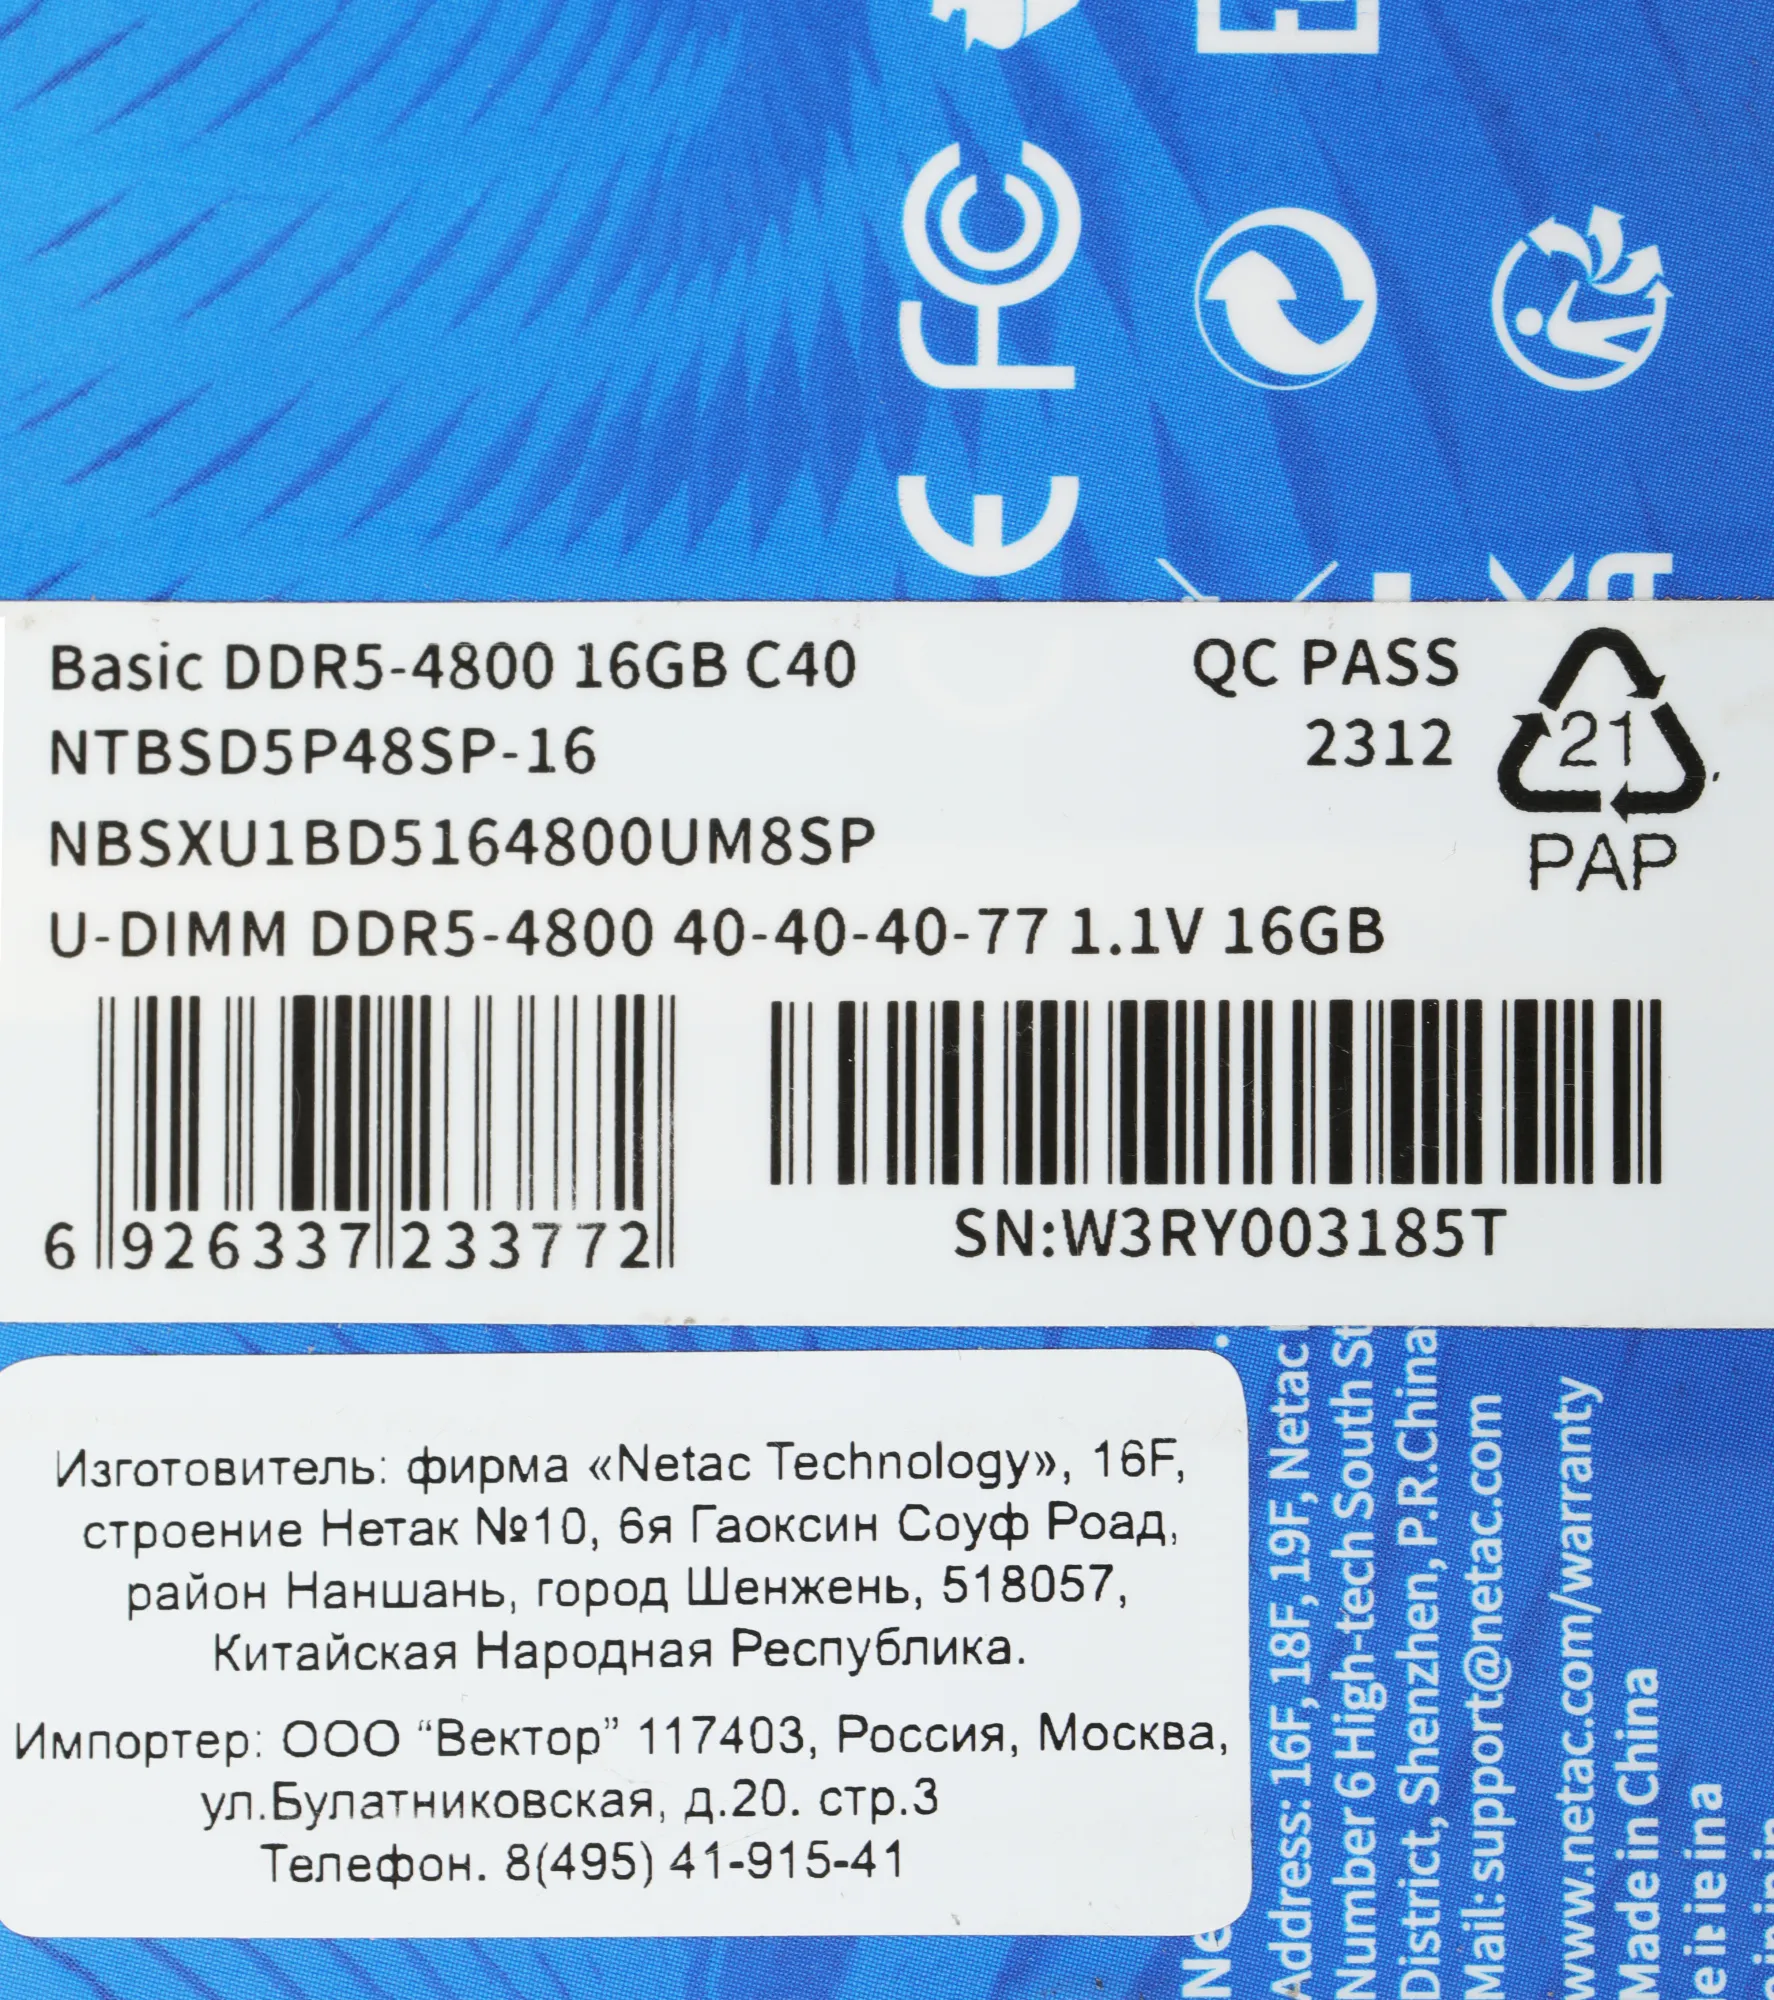 FC
CE
Basic DDR5-4800 16GB C40
NTBSD5P48SP-16
NBSXU1BD5164800UM8SP
U-DIMM DDR5-4800 40-40-40-77 1.1V 16GB
QC PASS
2312
21
PAP
6 926337 233772
SN:W3RY003185T
Изготовитель: фирма «Netac Technology», 16F,
строение Нетак №10, 6я Гаоксин Соуф Роад,
район Наншань, город Шенжень, 518057,
Китайская Народная Республика.
Импортер: ООО “Вектор” 117403, Россия, Москва,
ул.Булатниковская, д.20. стр.3
Телефон. 8(495) 41-915-41
Address: 16F, 18F, 19F, Netac
Number 6 High-tech South
District, Shenzhen, P.R.China
Mail: support@netac.com
www.netac.com/warranty
Made in China